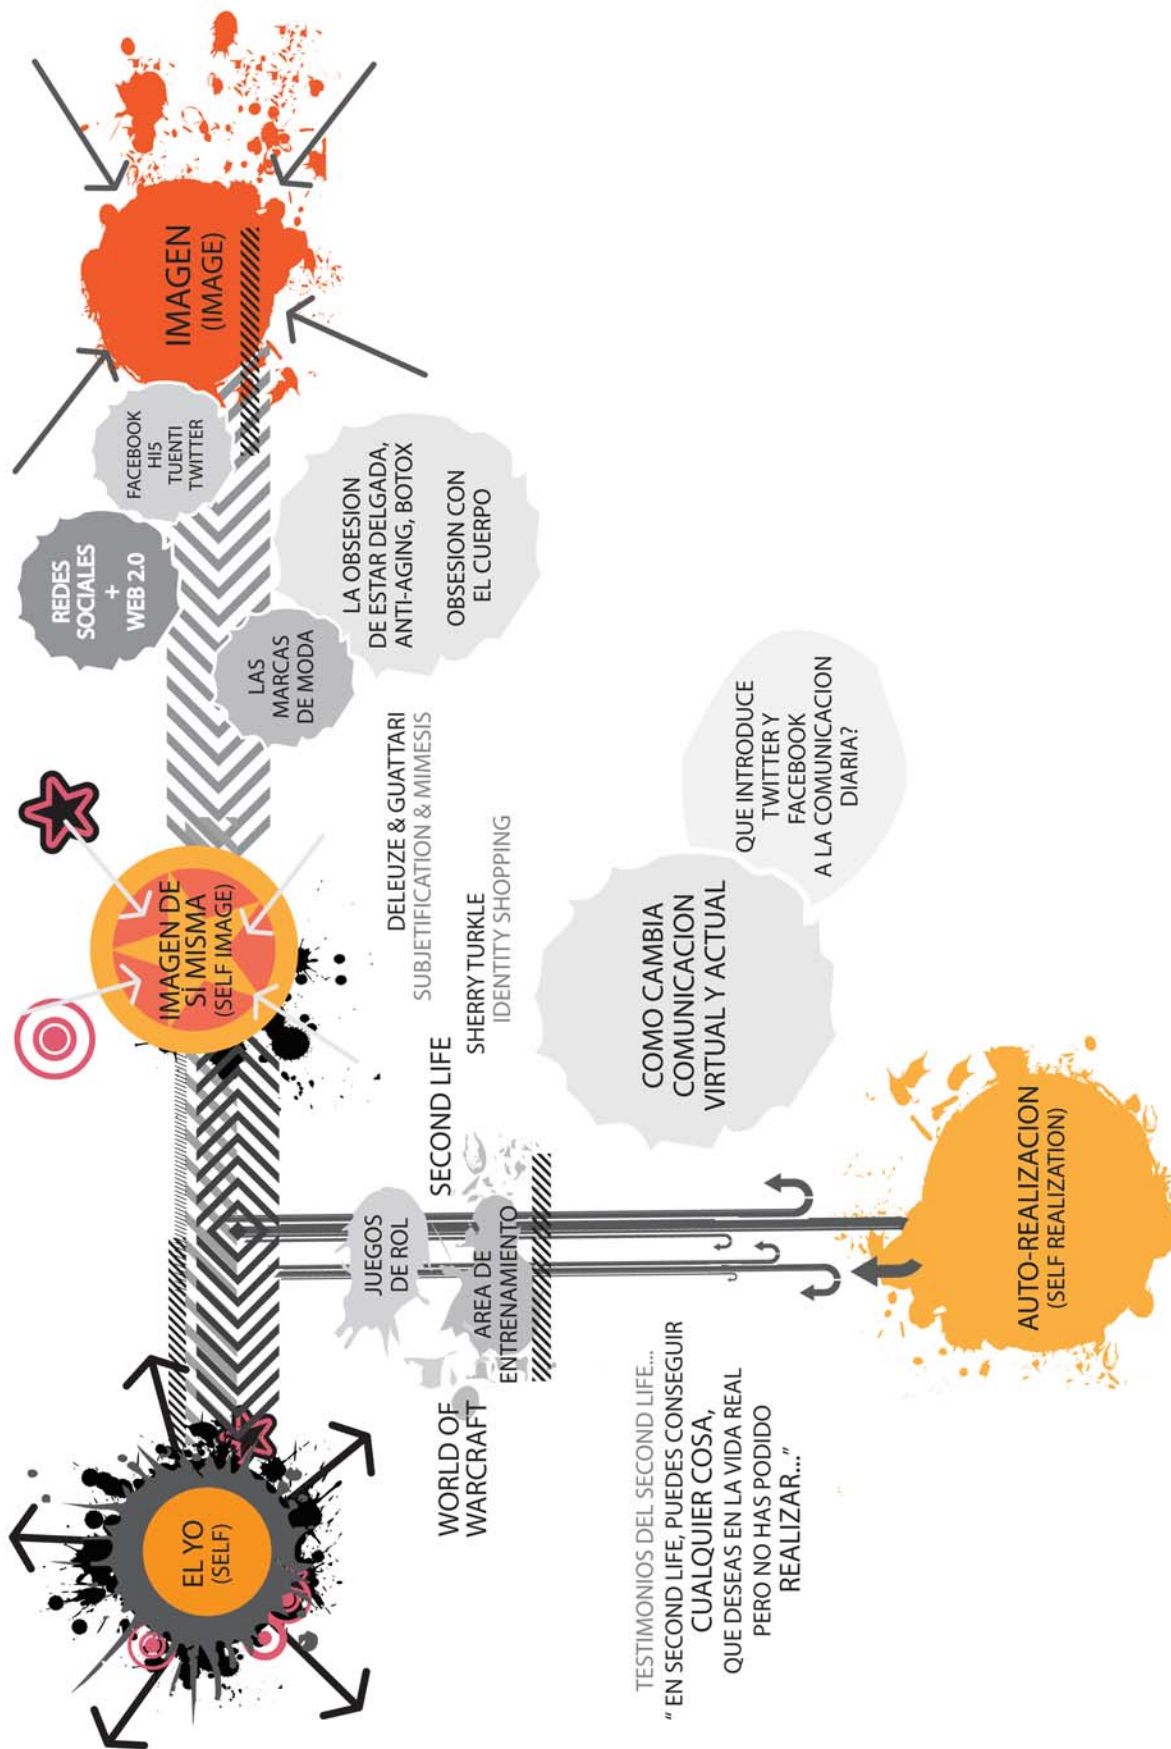 EL YO
(SELF)
IMAGEN DE
SÍ MISMA
(SELF IMAGE)
REDES
SOCIALES
+
WEB 2.0
FACEBOOK
HI5
TUENTI
TWITTER
IMAGEN
(IMAGE)
LAS
MARCAS
DE MODA
LA OBSESION
DE ESTAR DELGADA,
ANTI-AGING, BOTOX
OBSESION CON
EL CUERPO
JUEGOS
DE ROL
DELEUZE & GUATTARI
SUBJETIFICATION & MIMESIS
WORLD OF
WARCRAFT
SECOND LIFE
AREA DE
ENTRENAMIENTO
SHERRY TURKLE
IDENTITY SHOPPING
COMO CAMBIA
COMUNICACION
VIRTUAL Y ACTUAL
QUE INTRODUCE
TWITTER Y
FACEBOOK
A LA COMUNICACION
DIARIA?
TESTIMONIOS DEL SECOND LIFE...
“ EN SECOND LIFE, PUEDES CONSEGUIR
CUALQUIER COSA,
QUE DESEAS EN LA VIDA REAL
PERO NO HAS PODIDO
REALIZAR...”
AUTO-REALIZACION
(SELF REALIZATION)